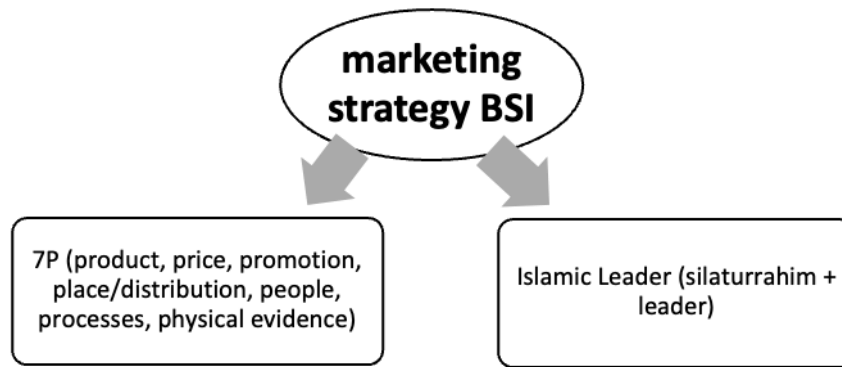 marketing
strategy BSI
7P (product, price, promotion,
place/distribution, people,
processes, physical evidence)
Islamic Leader (silaturrahim +
leader)